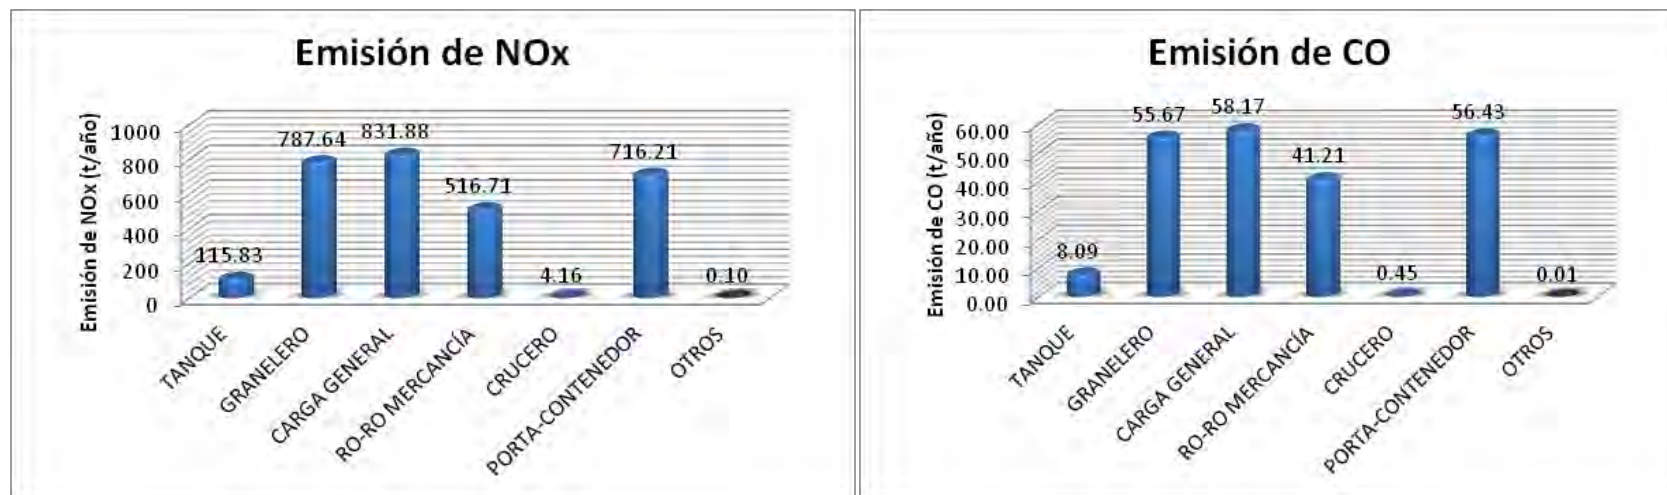 Emisión de NOx
Emisión de NOx (t/año)
1000
800
600
400
200
0
115.83
787.64
831.88
516.71
4.16
716.21
0.10
TANQUE
GRANELERO
CARGA GENERAL
RO-RO MERCANCÍA
CRUCERO
PORTA-CONTENEDOR
OTROS
Emisión de CO
Emisión de CO (t/año)
60.00
50.00
40.00
30.00
20.00
10.00
0.00
8.09
55.67
58.17
41.21
0.45
56.43
0.01
TANQUE
GRANELERO
CARGA GENERAL
RO-RO MERCANCÍA
CRUCERO
PORTA-CONTENEDOR
OTROS